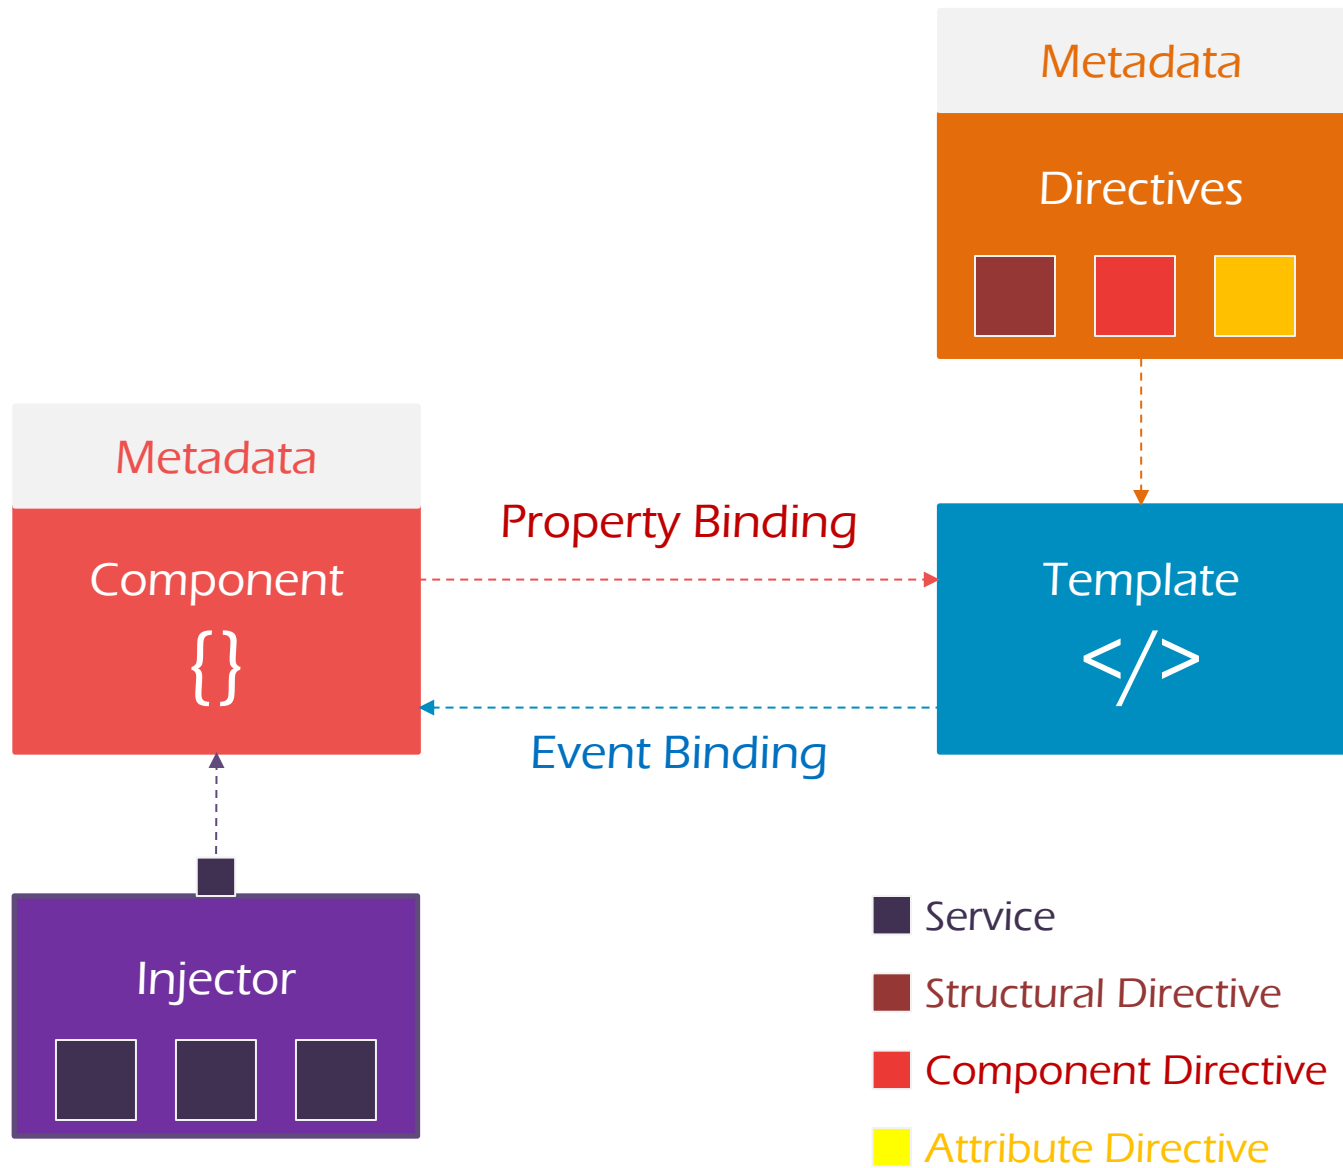 Metadata
Directives
Metadata
Component
{}
Property Binding
Event Binding
Template
</>
Injector
Service
Structural Directive
Component Directive
Attribute Directive